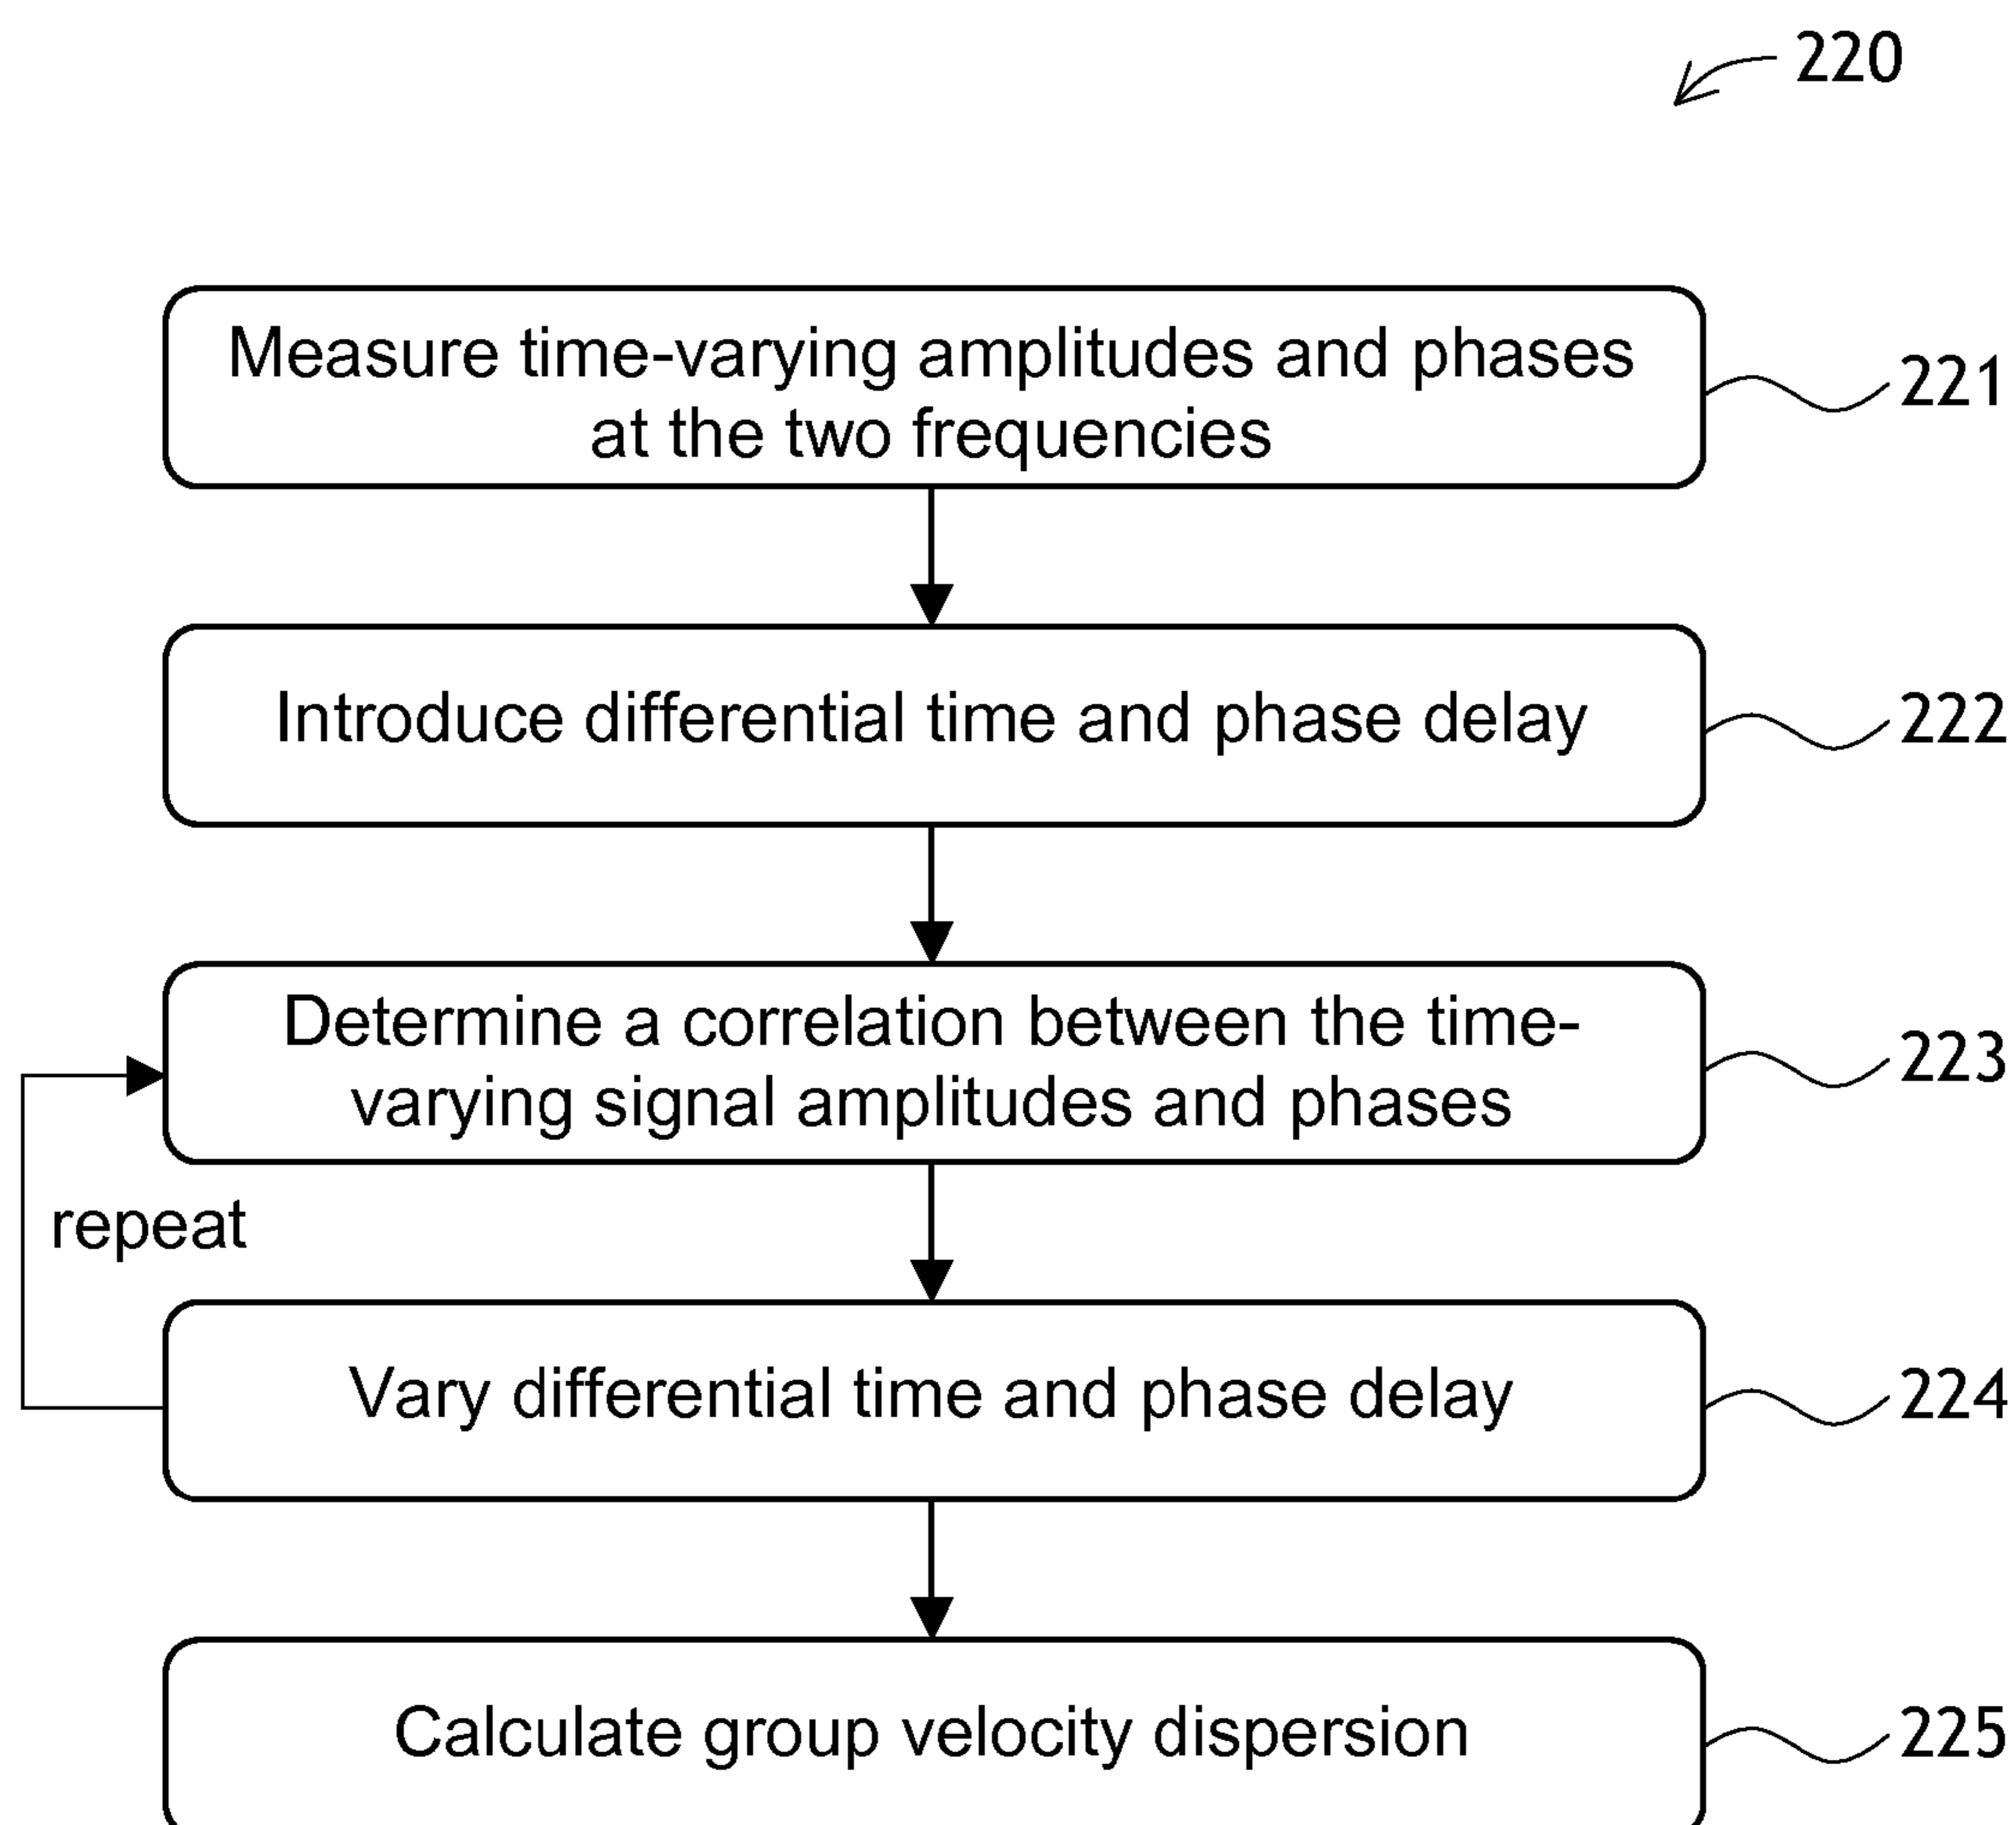 220
Measure time-varying amplitudes and phases
at the two frequencies
221
Introduce differential time and phase delay
222
Determine a correlation between the time-
varying signal amplitudes and phases
223
repeat
Vary differential time and phase delay
224
Calculate group velocity dispersion
225